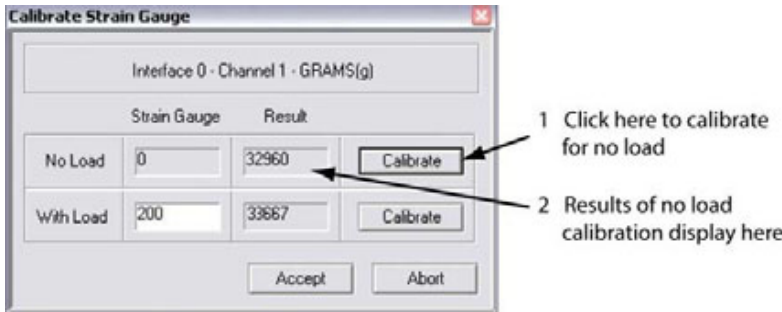 Calibrate Strain Gauge
Interface 0 - Channel 1 - GRAMS(g)
Strain Gauge Result
No Load 0 32960 Calibrate
With Load 200 33667 Calibrate
Accept Abort
1 Click here to calibrate
for no load
2 Results of no load
calibration display here